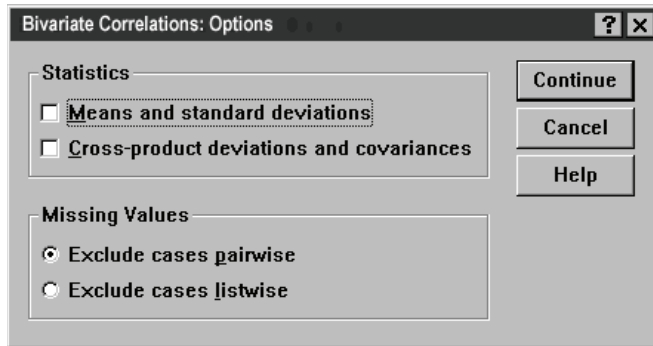 Bivariate Correlations: Options
?
Statistics
Means and standard deviations
Cross-product deviations and covariances
Missing Values
Exclude cases pairwise
Exclude cases listwise
Continue
Cancel
Help